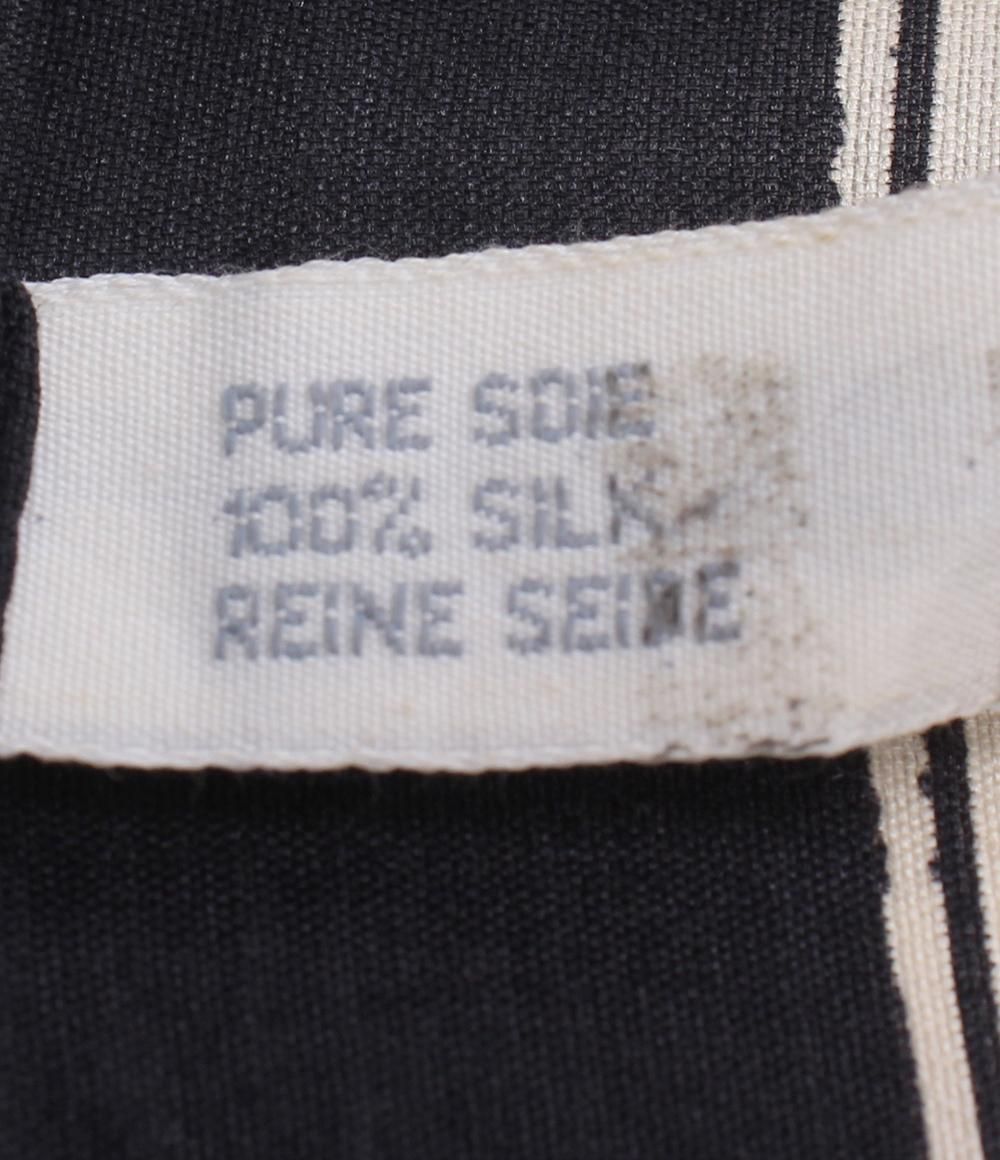 PURE SOIE
100% SILK
REINE SEIDE